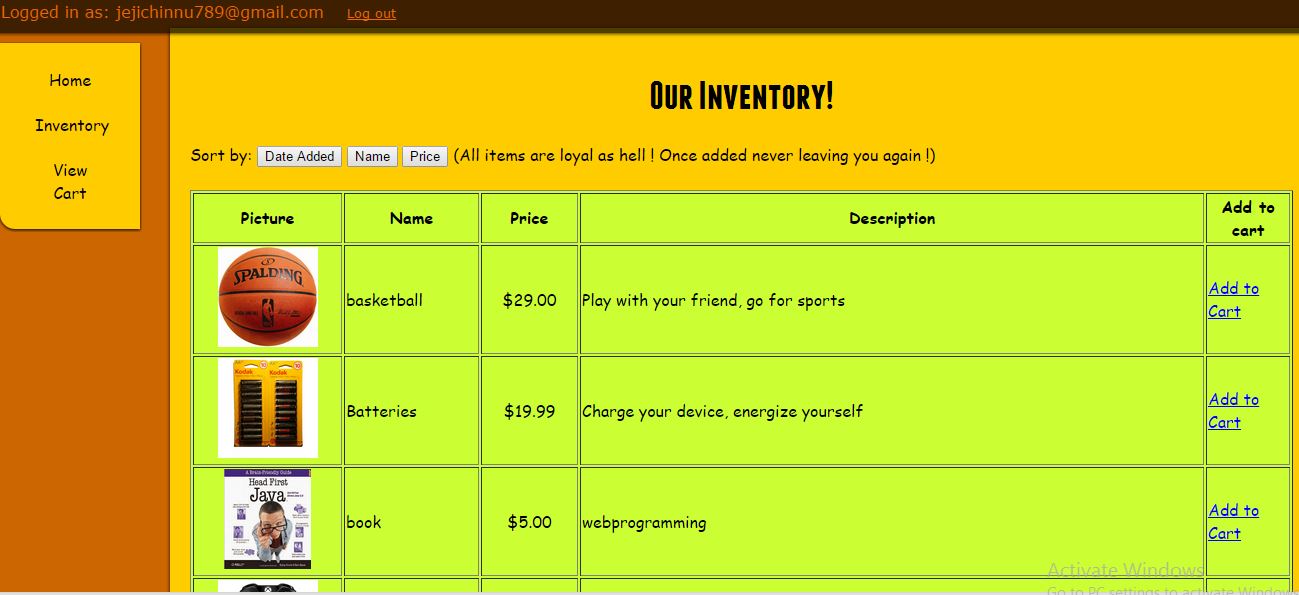 Logged in as: jejichinnu789@gmail.com Log out
Home
Inventory
View
Cart
Our Inventory!
Sort by: Date Added Name Price (All items are loyal as hell ! Once added never leaving you again !)
Picture Name Price Description Add to
cart
SPALDING
basketball $29.00 Play with your friend, go for sports Add to
Cart
Kodak 10 Kodak 10
Batteries $19.99 Charge your device, energize yourself Add to
Cart
A Brain-Friendly Guide
Head First
Java
O'REILLY
book $5.00 webprogramming Add to
Cart
Activate Windows
Go to PC settings to activate Windows